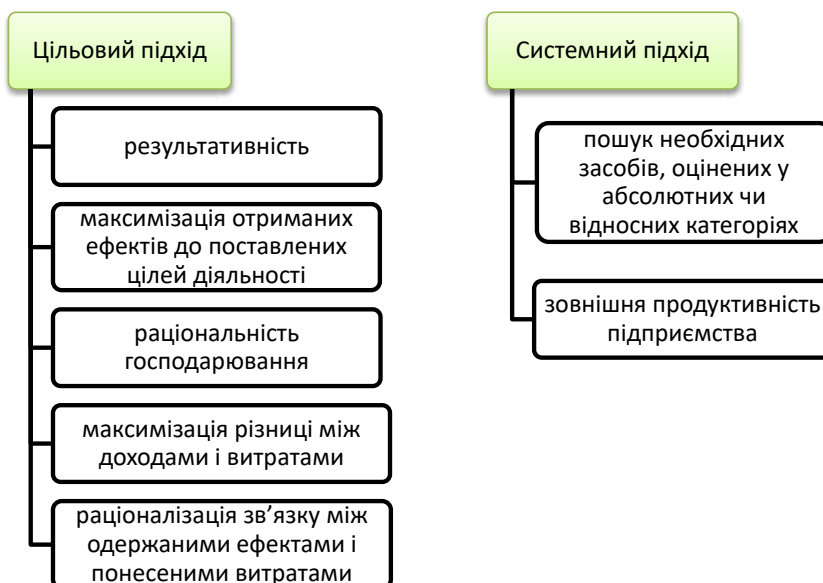 Цільовий підхід
результативність
максимізація отриманих
ефектів до поставлених
цілей діяльності
раціональність
господарювання
максимізація різниці між
доходами і витратами
раціоналізація зв’язку між
одержаними ефектами і
понесеними витратами
Системний підхід
пошук необхідних
засобів, оцінених у
абсолютних чи
відносних категоріях
зовнішня продуктивність
підприємства